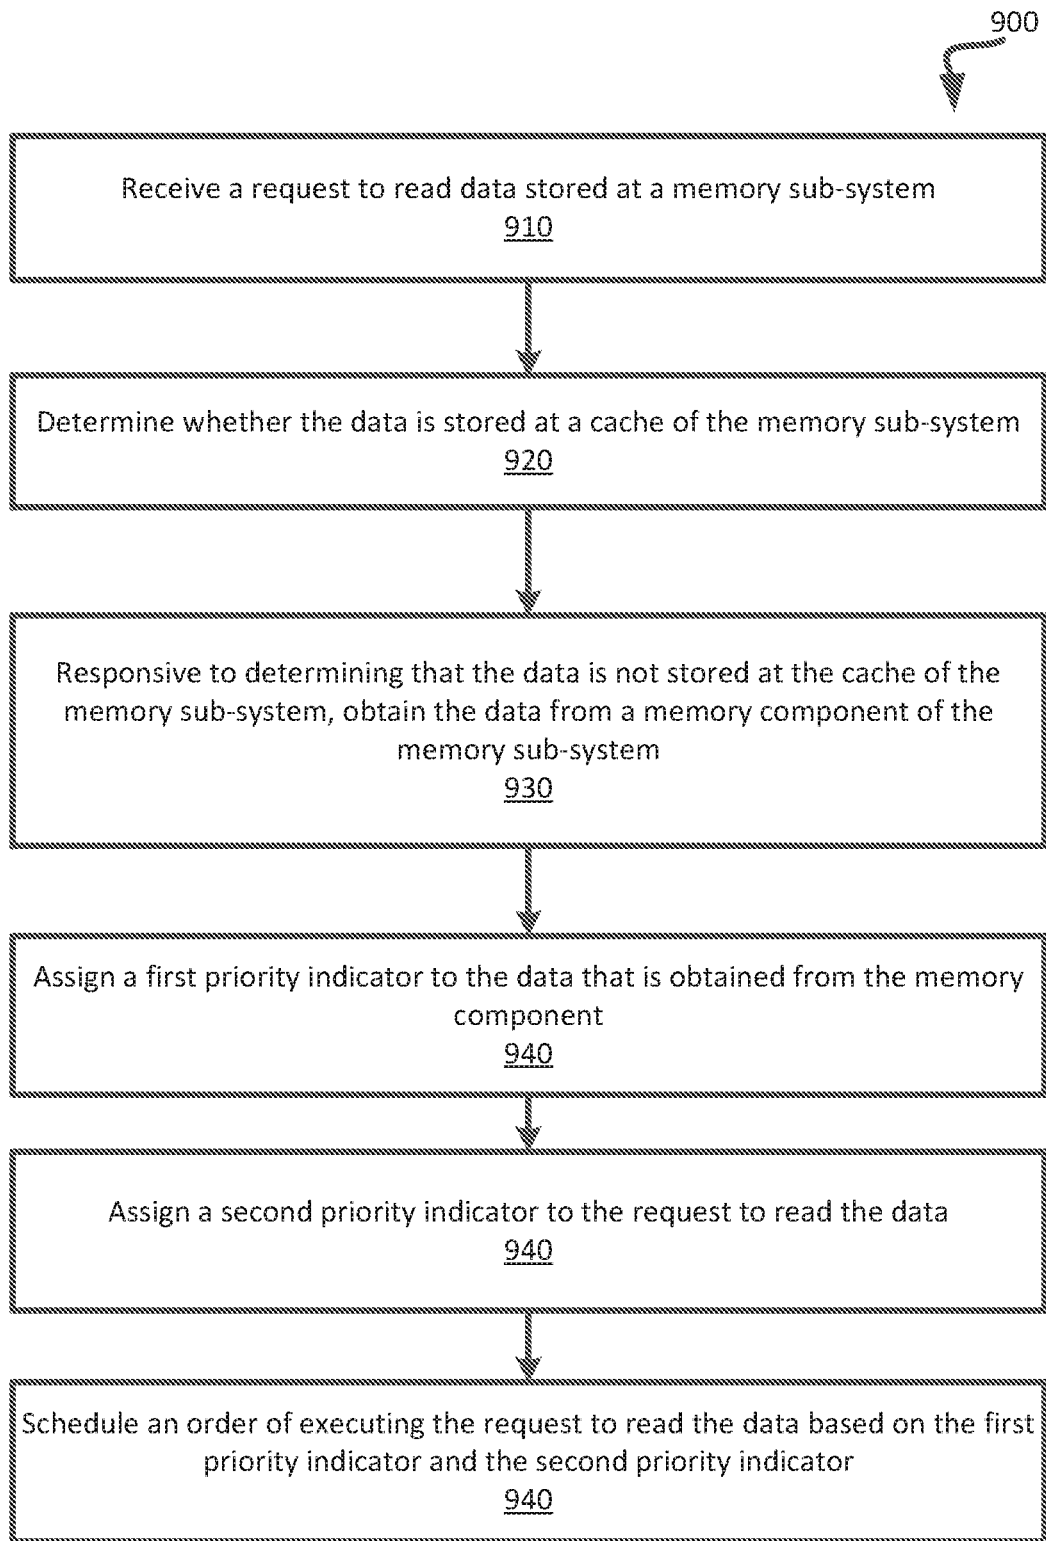 900
Receive a request to read data stored at a memory sub-system
910
Determine whether the data is stored at a cache of the memory sub-system
920
Responsive to determining that the data is not stored at the cache of the
memory sub-system, obtain the data from a memory component of the
memory sub-system
930
Assign a first priority indicator to the data that is obtained from the memory
component
940
Assign a second priority indicator to the request to read the data
940
Schedule an order of executing the request to read the data based on the first
priority indicator and the second priority indicator
940